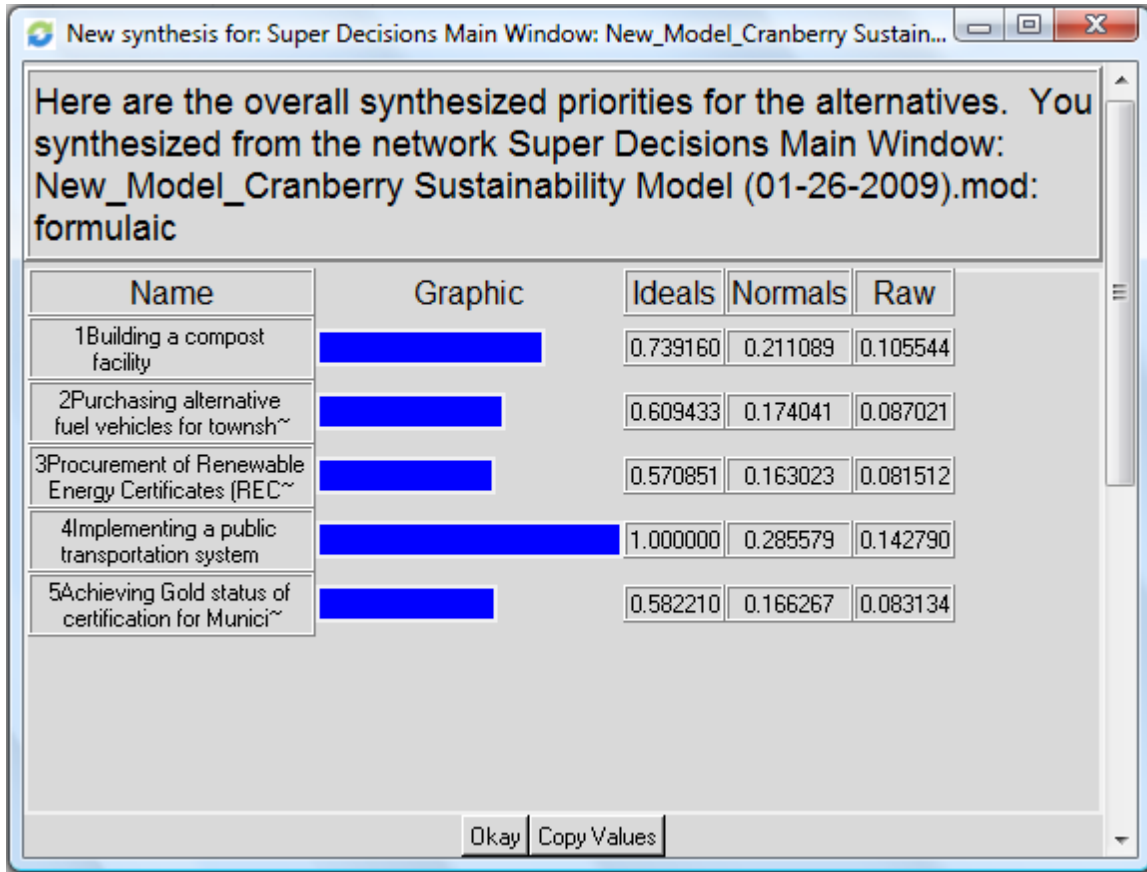 New synthesis for: Super Decisions Main Window: New_Model_Cranberry Sustain...
Here are the overall synthesized priorities for the alternatives. You
synthesized from the network Super Decisions Main Window:
New_Model_Cranberry Sustainability Model (01-26-2009).mod:
formulaic
Name Graphic Ideals Normals Raw
1Building a compost
facility
0.739160 0.211089 0.105544
2Purchasing alternative
fuel vehicles for townsh~
0.609433 0.174041 0.087021
3Procurement of Renewable
Energy Certificates (REC~
0.570851 0.163023 0.081512
4Implementing a public
transportation system
1.000000 0.285579 0.142790
5Achieving Gold status of
certification for Munici~
0.582210 0.166267 0.083134
Okay Copy Values